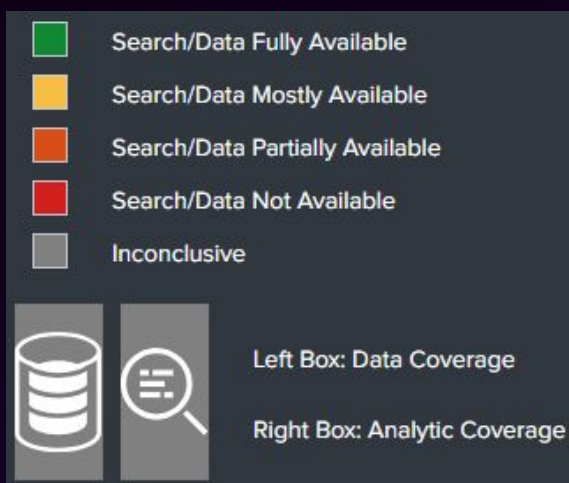 Search/Data Fully Available
Search/Data Mostly Available
Search/Data Partially Available
Search/Data Not Available
Inconclusive
Left Box: Data Coverage
Right Box: Analytic Coverage